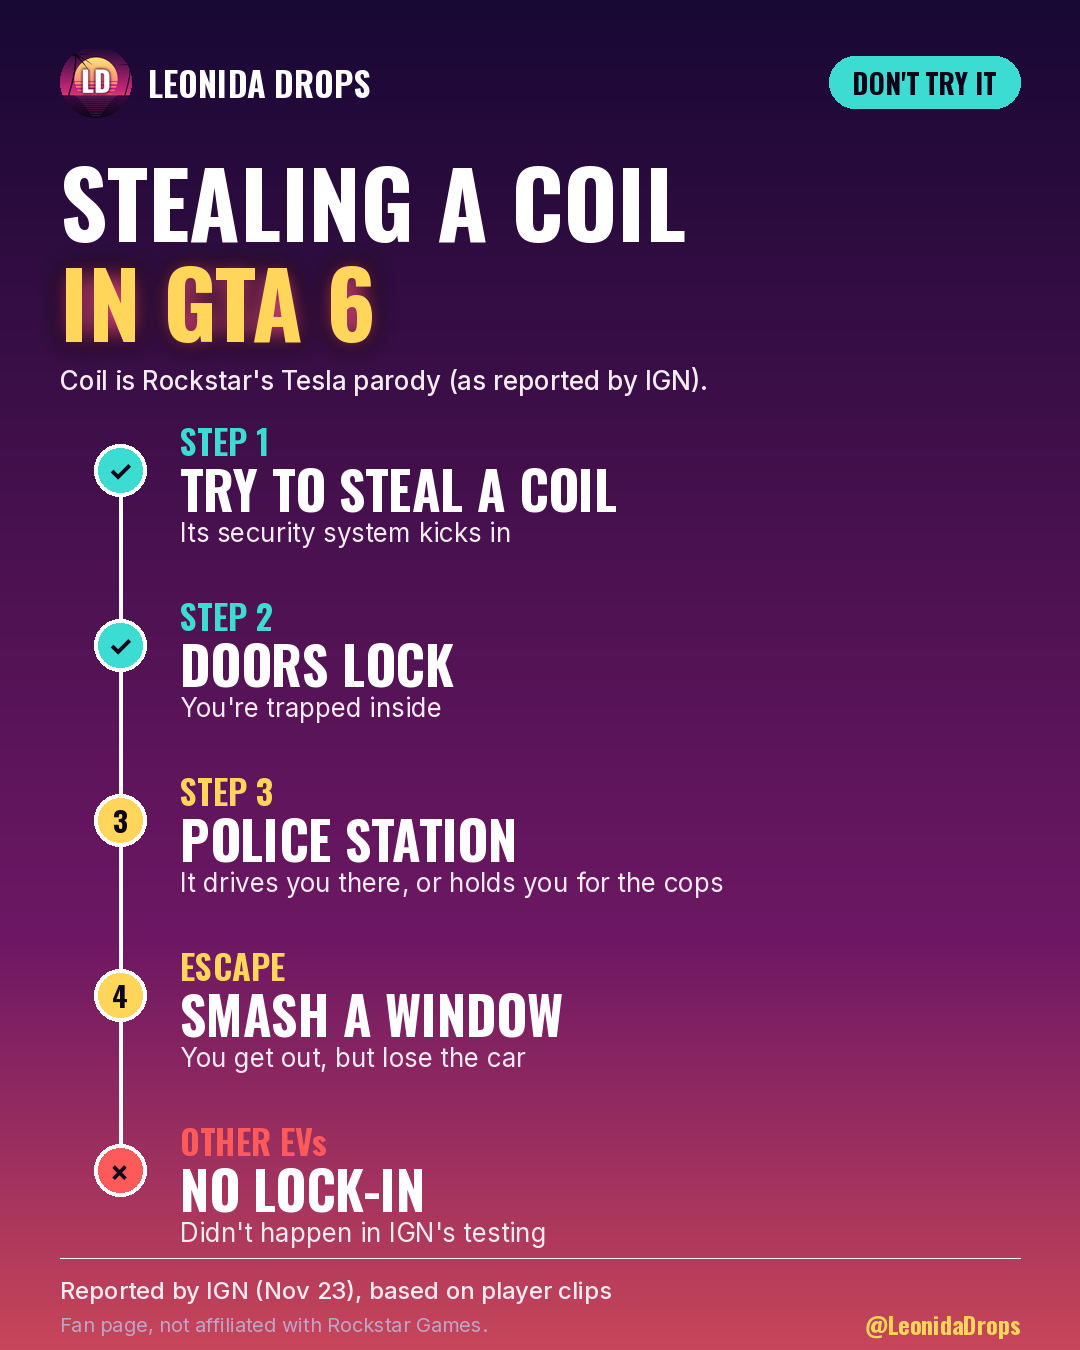 LD
LEONIDA DROPS
DON'T TRY IT
STEALING A COIL
IN GTA 6
Coil is Rockstar's Tesla parody (as reported by IGN).
STEP 1
TRY TO STEAL A COIL
Its security system kicks in
STEP 2
DOORS LOCK
You're trapped inside
3
STEP 3
POLICE STATION
It drives you there, or holds you for the cops
4
ESCAPE
SMASH A WINDOW
You get out, but lose the car
OTHER EVs
NO LOCK-IN
Didn't happen in IGN's testing
Reported by IGN (Nov 23), based on player clips
Fan page, not affiliated with Rockstar Games.
@LeonidaDrops